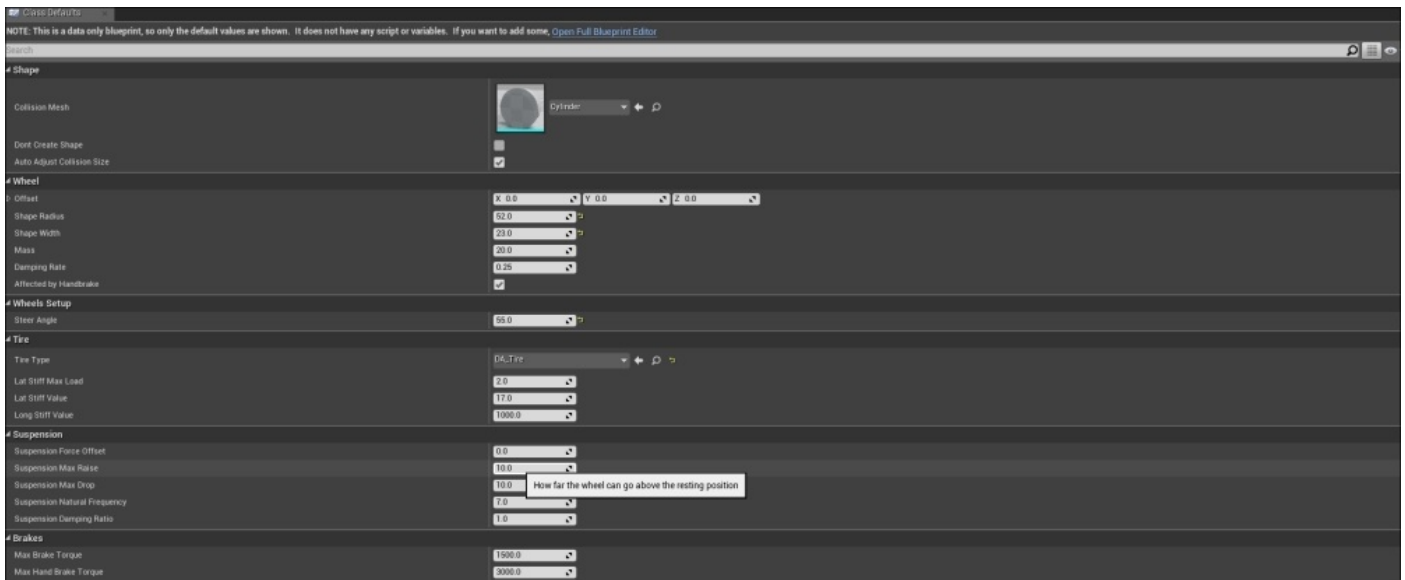 Class Defaults
NOTE: This is a data only blueprint, so only the default values are shown. It does not have any script or variables. If you want to add some, Open Full Blueprint Editor
Search
Shape
Collision Mesh Cylinder
Dont Create Shape
Auto Adjust Collision Size
Wheel
Offset X 0.0 Y 0.0 Z 0.0
Shape Radius 52.0
Shape Width 23.0
Mass 20.0
Damping Rate 0.25
Affected by Handbrake
Wheels Setup
Steer Angle 55.0
Tire
Tire Type DA_Tire
Lat Stiff Max Load 2.0
Lat Stiff Value 17.0
Long Stiff Value 1000.0
Suspension
Suspension Force Offset 0.0
Suspension Max Raise 10.0
Suspension Max Drop 10.0
How far the wheel can go above the resting position
Suspension Natural Frequency 7.0
Suspension Damping Ratio 1.0
Brakes
Max Brake Torque 1500.0
Max Hand Brake Torque 3000.0